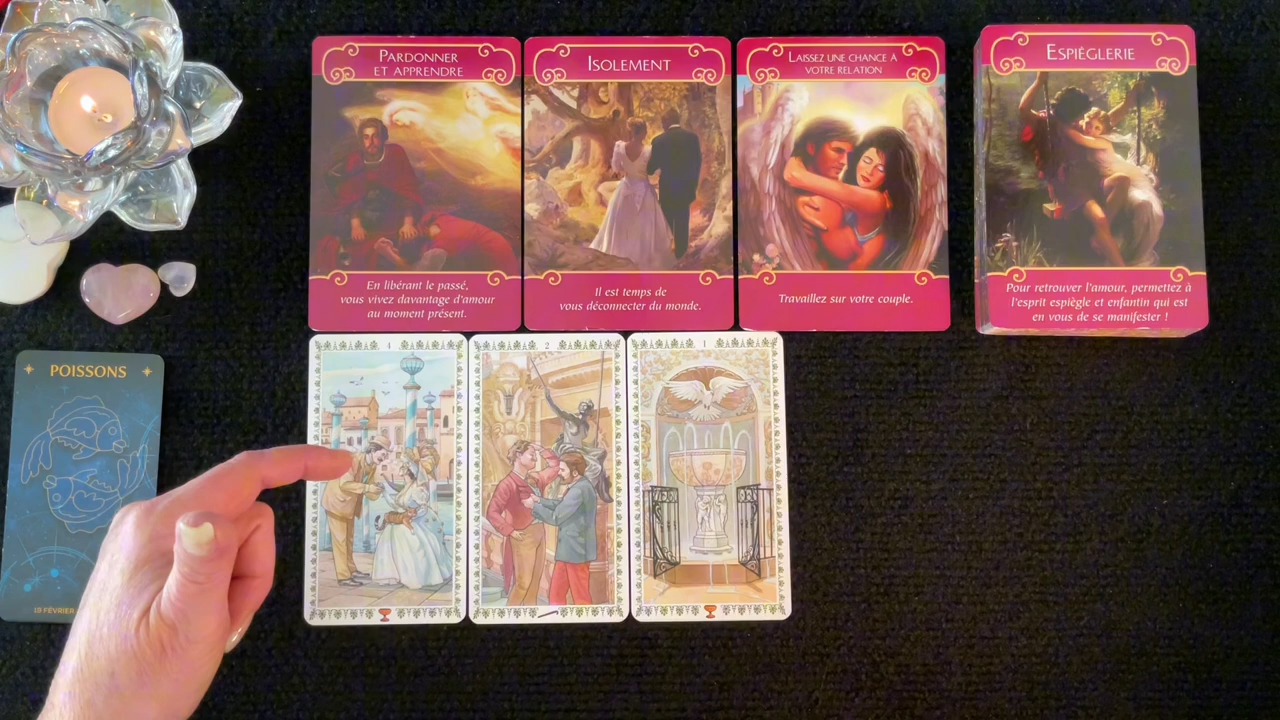 PARDONNER
ET APPRENDRE
En libérant le passé,
vous vivez davantage d'amour
au moment présent.
ISOLEMENT
Il est temps de
vous déconnecter du monde.
LAISSEZ UNE CHANCE À
VOTRE RELATION
Travaillez sur votre couple.
ESPIÈGLERIE
Pour retrouver l'amour, permettez à
l'esprit espiègle et enfantin qui est
en vous de se manifester !
POISSONS
19 FÉVRIER
4
2
1